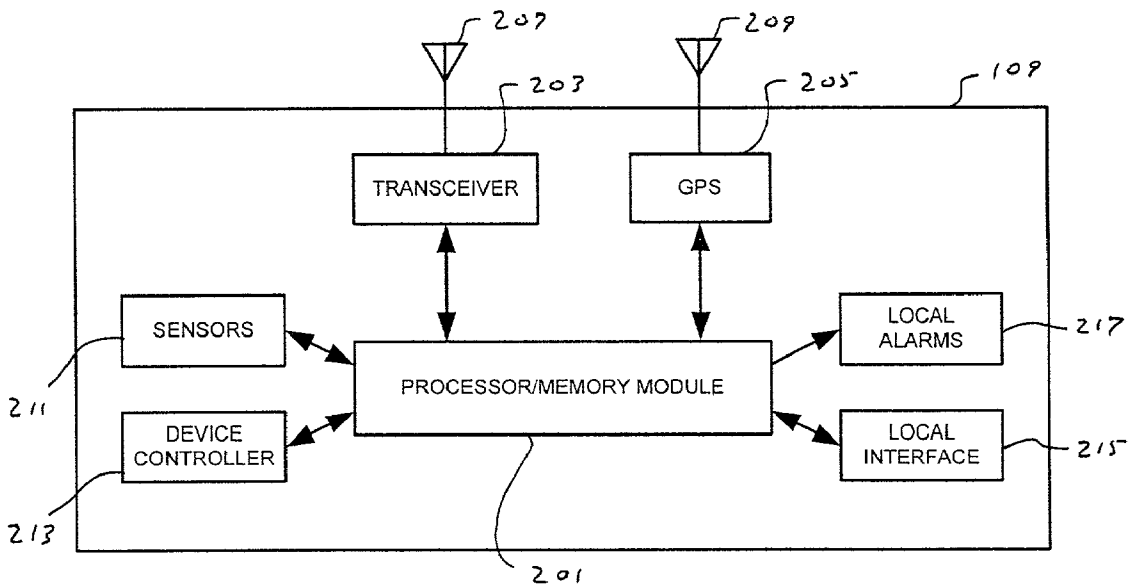 207
209
203
205
109
TRANSCEIVER
GPS
SENSORS
LOCAL
ALARMS
217
PROCESSOR/MEMORY MODULE
211
DEVICE
CONTROLLER
LOCAL
INTERFACE
215
213
201